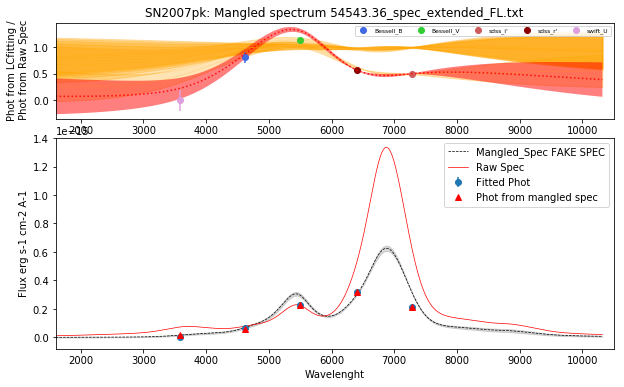 SN2007pk: Mangled spectrum 54543.36_spec_extended_FL.txt
Phot from LCfitting /
Phot from Raw Spec
1.0
0.5
0.0
Bessell_B
Bessell_V
sdss_i'
sdss_r'
swift_U
2000 3000 4000 5000 6000 7000 8000 9000 10000
Flux erg s-1 cm-2 A-1
1.4
1.2
1.0
0.8
0.6
0.4
0.2
0.0
Mangled_Spec FAKE SPEC
Raw Spec
Fitted Phot
Phot from mangled spec
2000 3000 4000 5000 6000 7000 8000 9000 10000
Wavelenght